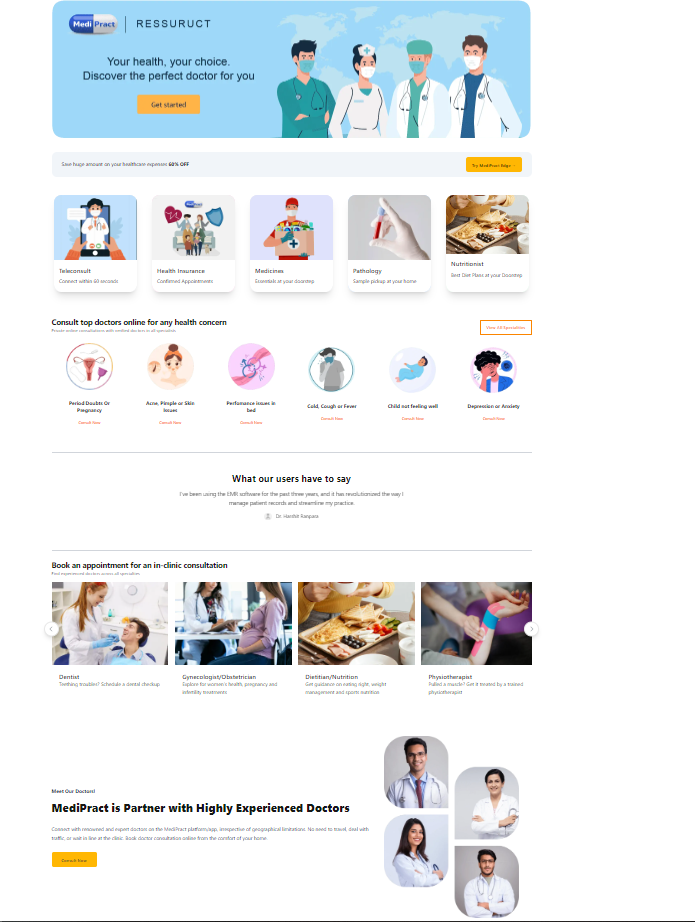 MediPract | RESSURUCT
Your health, your choice.
Discover the perfect doctor for you
Get started
Save huge amount on your healthcare expenses 60% OFF
Try MediPract Edge
MediPract
Teleconsult
Connect within 60 seconds
Health Insurance
Confirmed Appointments
Medicines
Essentials at your doorstep
Pathology
Sample pickup at your home
Nutritionist
Best Diet Plans at your Doorstep
Consult top doctors online for any health concern
Private online consultations with verified doctors in all specialists
View All Specialities
Period Doubts Or
Pregnancy
Consult Now
Acne, Pimple or Skin
Issues
Consult Now
Perfomance issues in
bed
Consult Now
Cold, Cough or Fever
Consult Now
Child not feeling well
Consult Now
Depression or Anxiety
Consult Now
What our users have to say
I've been using the EMR software for the past three years, and it has revolutionized the way I
manage patient records and streamline my practice.
Dr. Harshit Ranpara
Book an appointment for an in-clinic consultation
Find experienced doctors across all specialties
Dentist
Teething troubles? Schedule a dental checkup
Gynecologist/Obstetrician
Explore for women's health, pregnancy and
infertility treatments
Dietitian/Nutrition
Get guidance on eating right, weight
management and sports nutrition
Physiotherapist
Pulled a muscle? Get it treated by a trained
physiotherapist
Meet Our Doctors!
MediPract is Partner with Highly Experienced Doctors
Connect with renowned and expert doctors on the MediPract platform/app, irrespective of geographical limitations. No need to travel, deal with
traffic, or wait in line at the clinic. Book doctor consultation online from the comfort of your home.
Consult Now